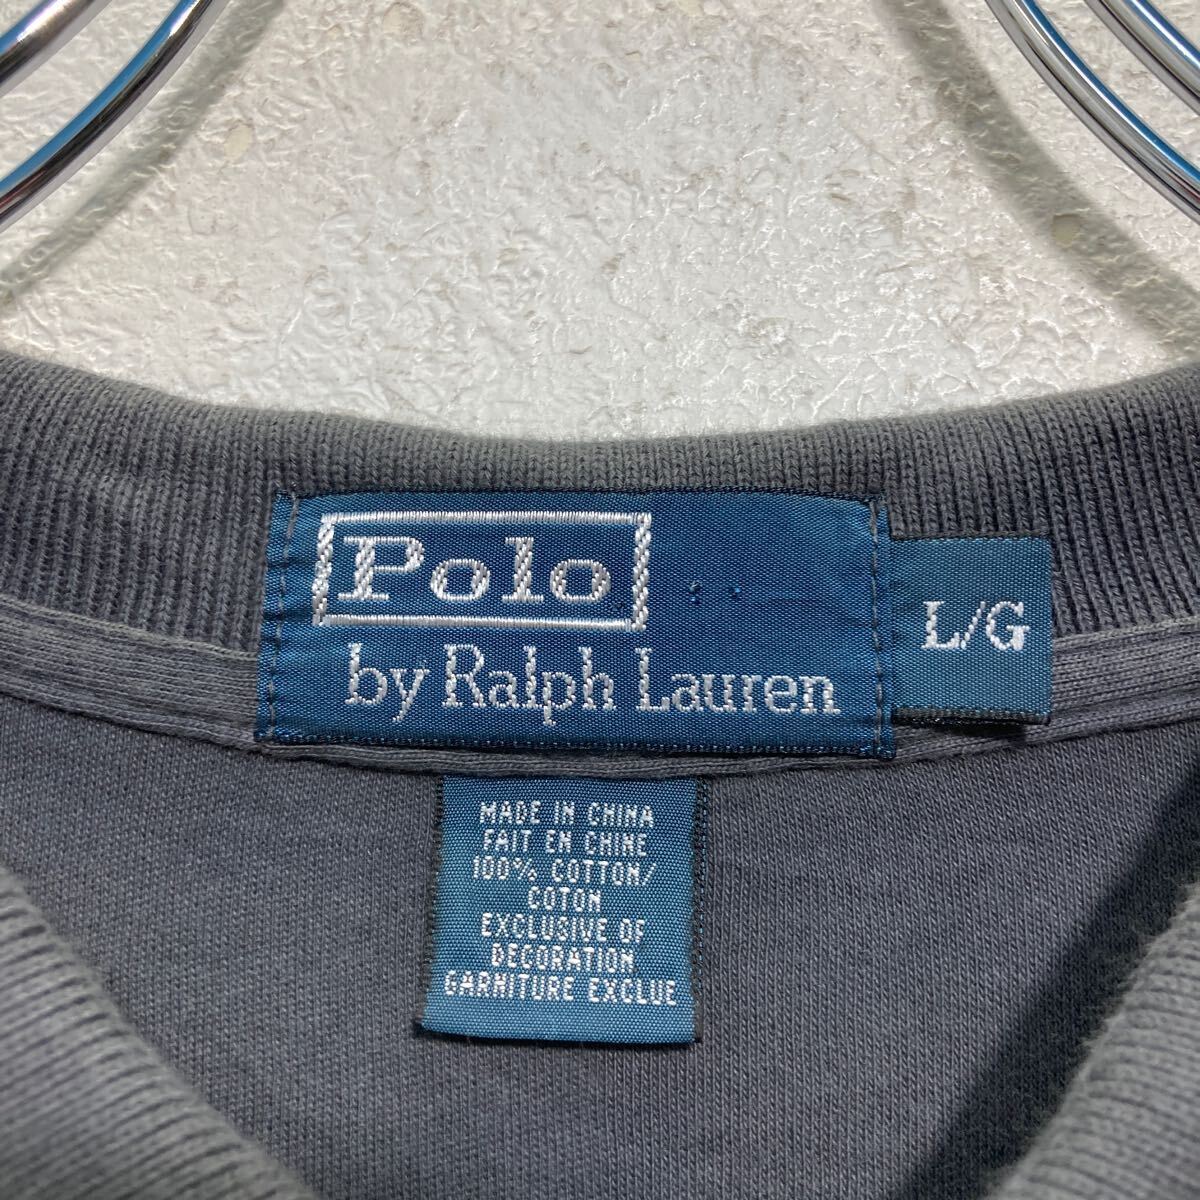 Polo
by Ralph Lauren
L/G
MADE IN CHINA
FAIT EN CHINE
100% COTTON/
COTON
EXCLUSIVE OF
DECORATION
GARNITURE EXCLUE